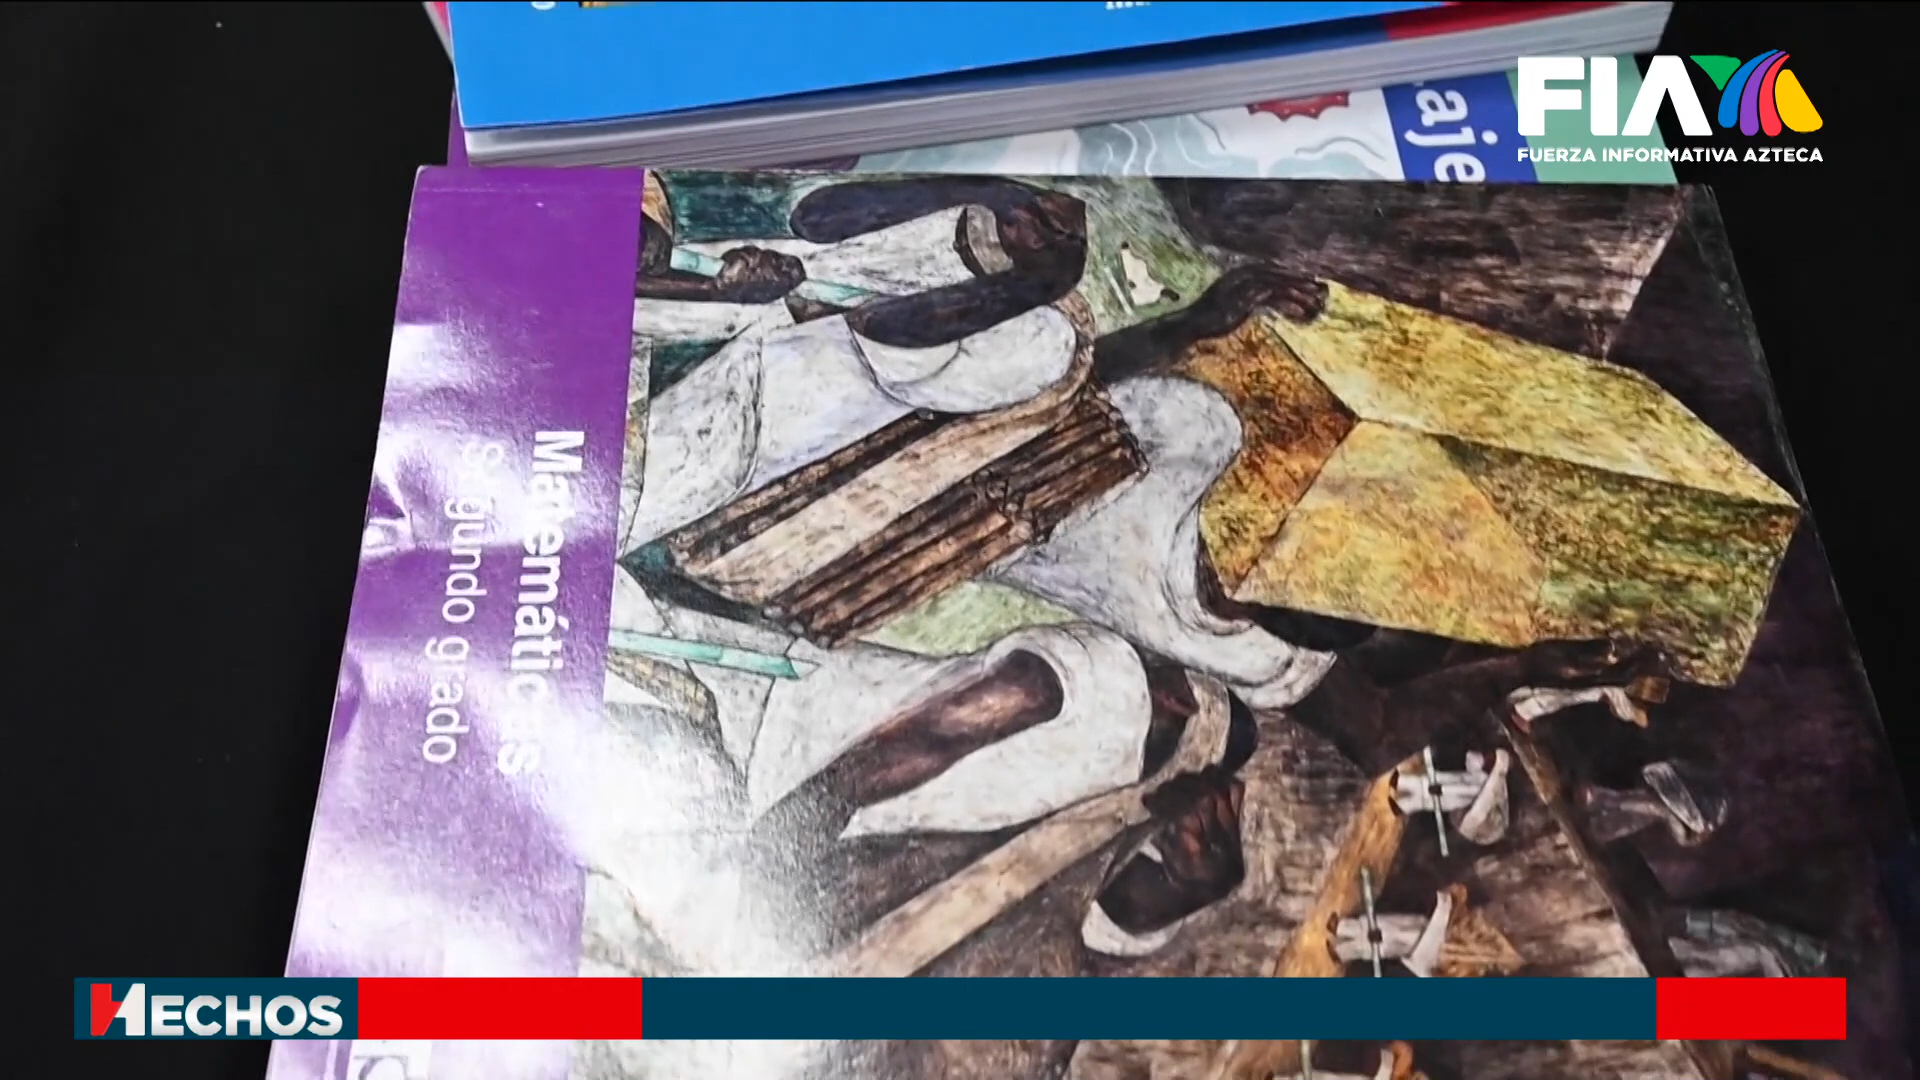 FIA
FUERZA INFORMATIVA AZTECA
aje
Matemáticas
Segundo grado
HECHOS